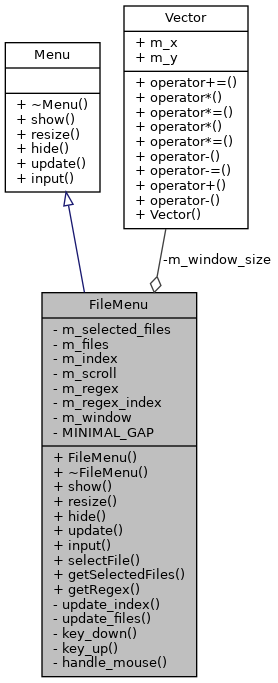 Menu
+ ~Menu()
+ show()
+ resize()
+ hide()
+ update()
+ input()
Vector
+ m_x
+ m_y
+ operator+=()
+ operator*()
+ operator*=()
+ operator*()
+ operator*=()
+ operator-()
+ operator-=()
+ operator+()
+ operator-()
+ Vector()
-m_window_size
FileMenu
- m_selected_files
- m_files
- m_index
- m_scroll
- m_regex
- m_regex_index
- m_window
- MINIMAL_GAP
+ FileMenu()
+ ~FileMenu()
+ show()
+ resize()
+ hide()
+ update()
+ input()
+ selectFile()
+ getSelectedFiles()
+ getRegex()
- update_index()
- update_files()
- key_down()
- key_up()
- handle_mouse()